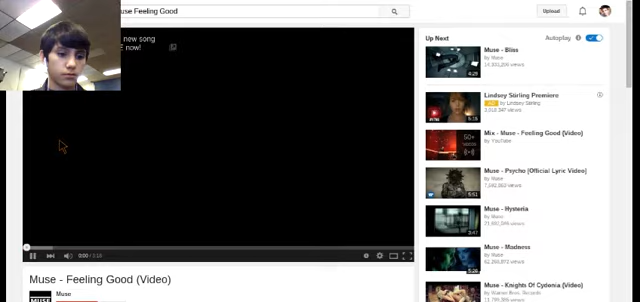 Muse Feeling Good
Upload
new song
E now!
Up Next
Autoplay
Muse - Bliss
by Muse
4:29
Lindsey Stirling Premiere
by Lindsey Stirling
Mix - Muse - Feeling Good (Video)
by YouTube
50+
Muse - Psycho [Official Lyric Video]
by Muse
Muse - Hysteria
by Muse
3:47
Muse - Madness
by Muse
Muse - Knights Of Cydonia (Video)
by Warner Bros. Records
0:00
Muse - Feeling Good (Video)
MUSE
Muse